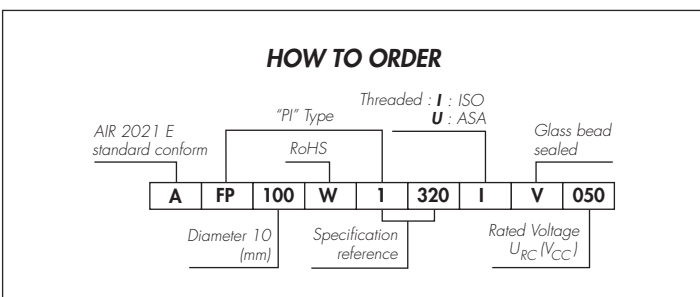 HOW TO ORDER
Threaded : I : ISO
U : ASA
"PI" Type
AIR 2021 E
standard conform
RoHS
Glass bead
sealed
A FP 100 W 1 320 I V 050
Diameter 10
(mm)
Specification
reference
Rated Voltage
URC (VCC)